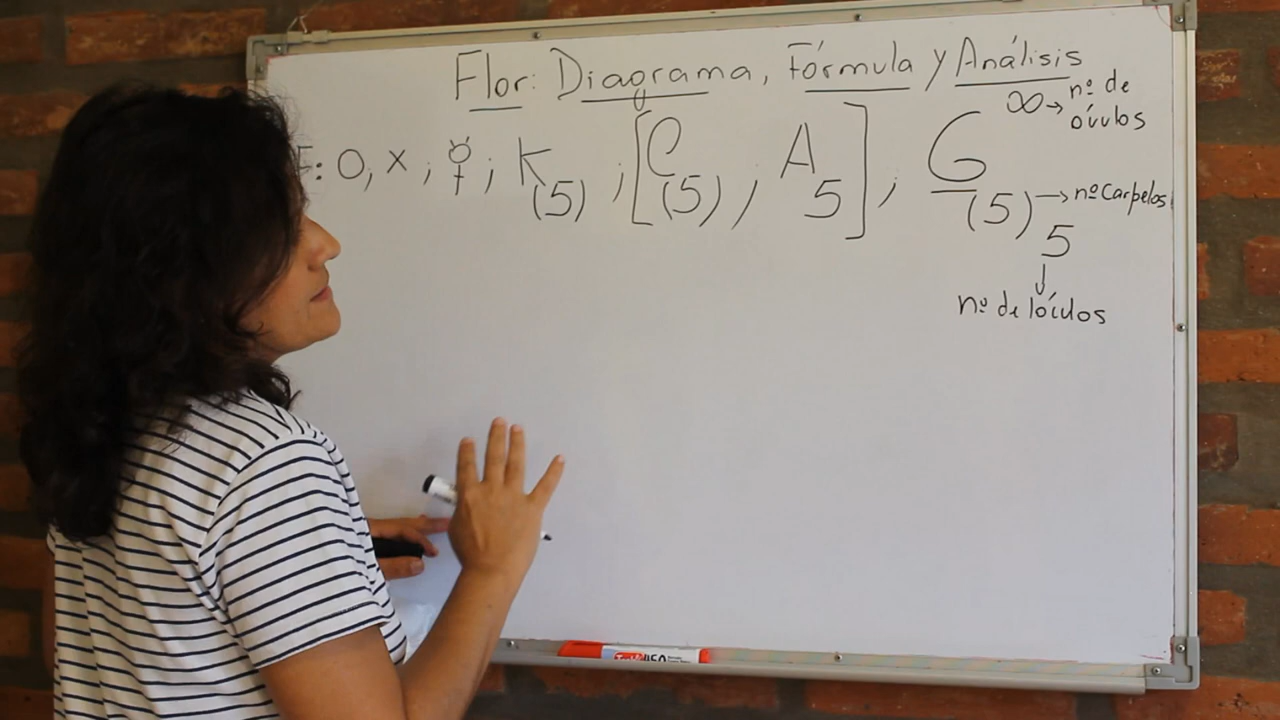 Flor: Diagrama, Fórmula y Análisis
F: O, X ; ⚥ ; K(5) ; [C(5), A5] , G(5)5
∞→ nº de óvulos
→ nº Carpelos
↓
nº de lóculos